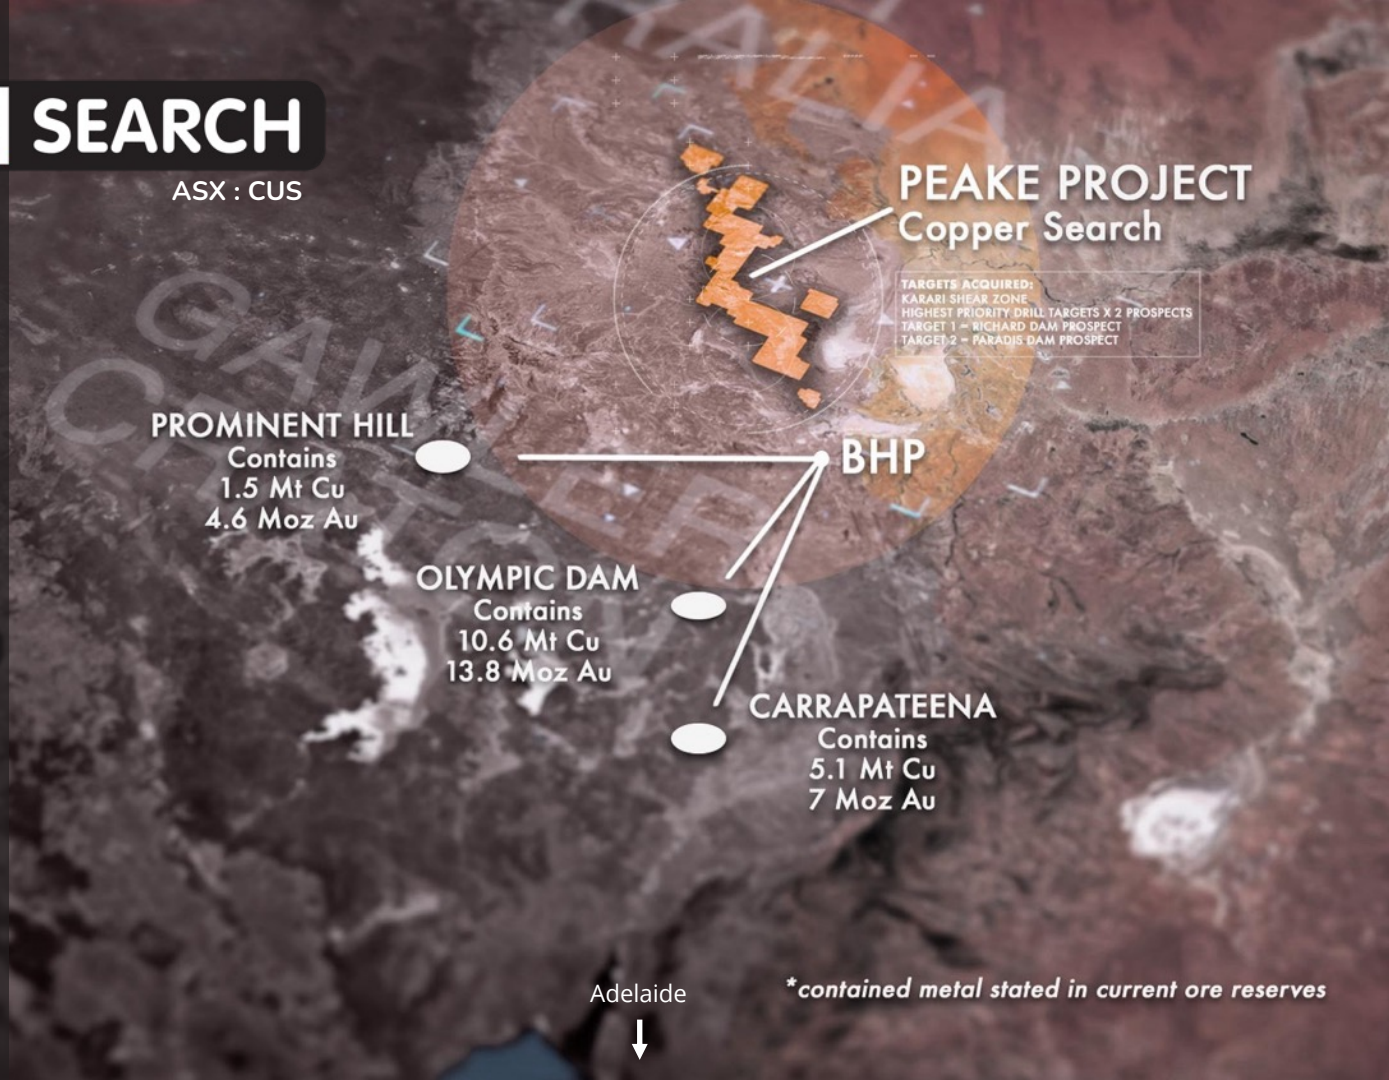 SEARCH
ASX : CUS
GAWLER
CRATON
PEAKE PROJECT
Copper Search
TARGETS ACQUIRED:
KARARI SHEAR ZONE
HIGHEST PRIORITY DRILL TARGETS X 2 PROSPECTS
TARGET 1 = RICHARD DAM PROSPECT
TARGET 2 = PARADIS DAM PROSPECT
PROMINENT HILL
Contains
1.5 Mt Cu
4.6 Moz Au
BHP
OLYMPIC DAM
Contains
10.6 Mt Cu
13.8 Moz Au
CARRAPATEENA
Contains
5.1 Mt Cu
7 Moz Au
Adelaide
*contained metal stated in current ore reserves